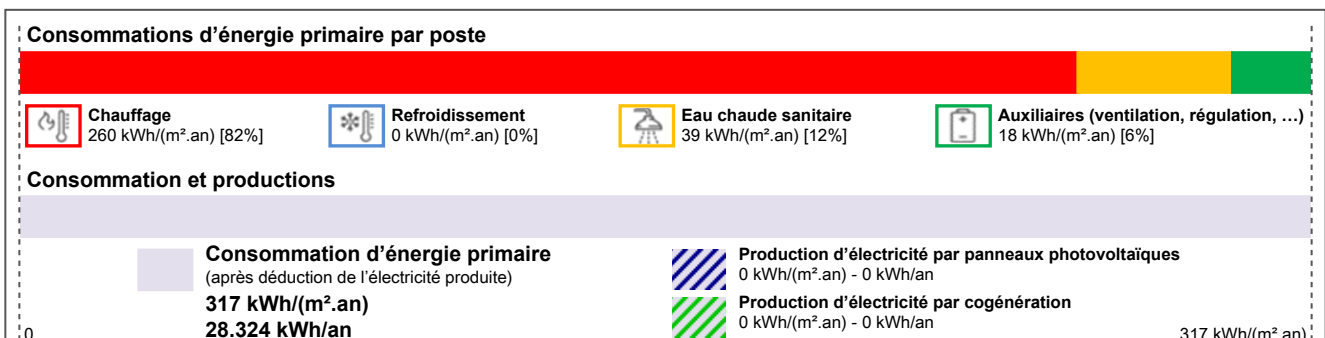 Consommations d'énergie primaire par poste
Chauffage
260 kWh/(m².an) [82%]
Refroidissement
0 kWh/(m².an) [0%]
Eau chaude sanitaire
39 kWh/(m².an) [12%]
Auxiliaires (ventilation, régulation, …)
18 kWh/(m².an) [6%]
Consommation et productions
Consommation d'énergie primaire
(après déduction de l'électricité produite)
317 kWh/(m².an)
28.324 kWh/an
Production d'électricité par panneaux photovoltaïques
0 kWh/(m².an) - 0 kWh/an
Production d'électricité par cogénération
0 kWh/(m².an) - 0 kWh/an
0
317 kWh/(m².an)